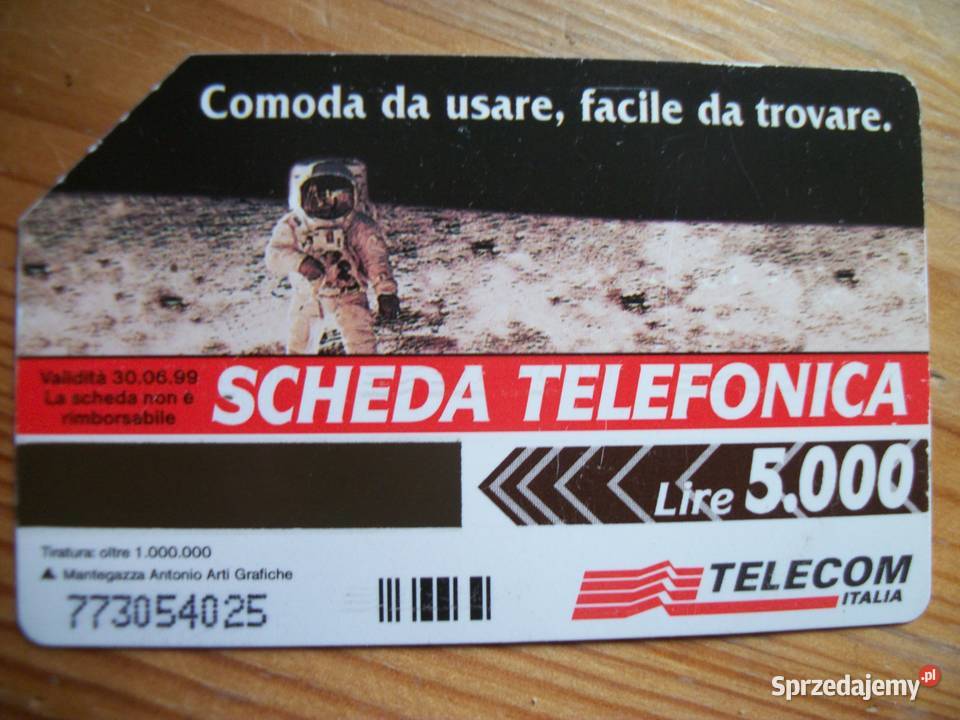 Comoda da usare, facile da trovare.
Validità 30.06.99
La scheda non è
rimborsabile
SCHEDA TELEFONICA
Lire 5.000
Tiratura: oltre 1.000.000
Mantegazza Antonio Arti Grafiche
773054025
TELECOM
ITALIA
Sprzedajemy.pl